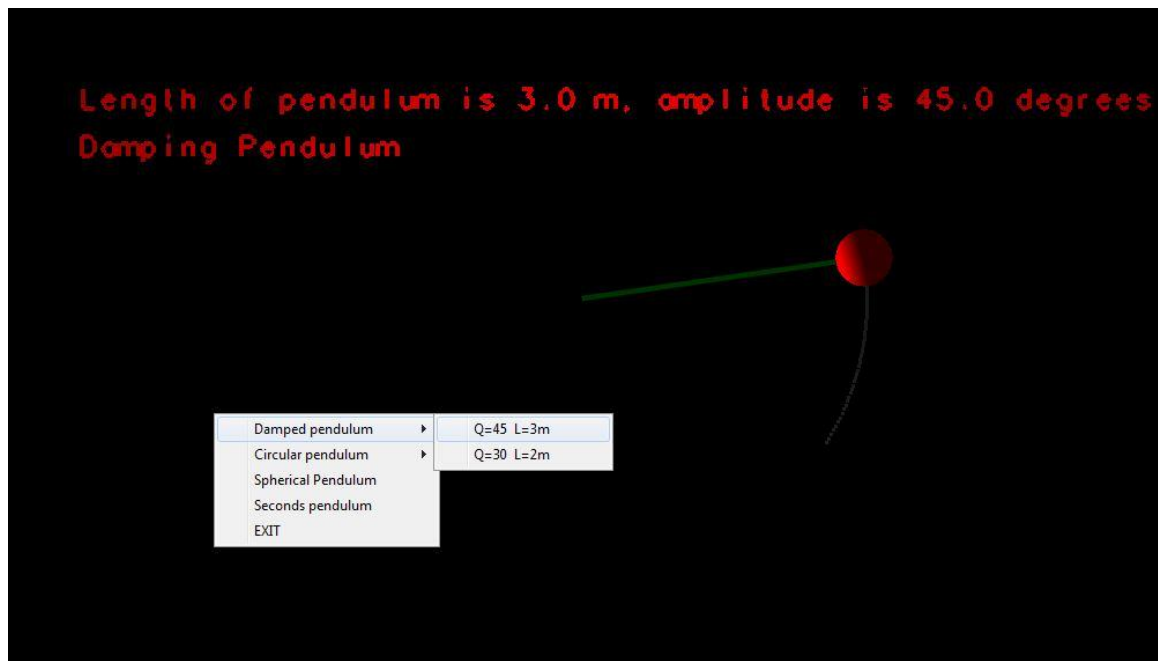 Length of pendulum is 3.0 m, amplitude is 45.0 degrees
Damping Pendulum
Damped pendulum
Q=45 L=3m
Circular pendulum
Q=30 L=2m
Spherical Pendulum
Seconds pendulum
EXIT